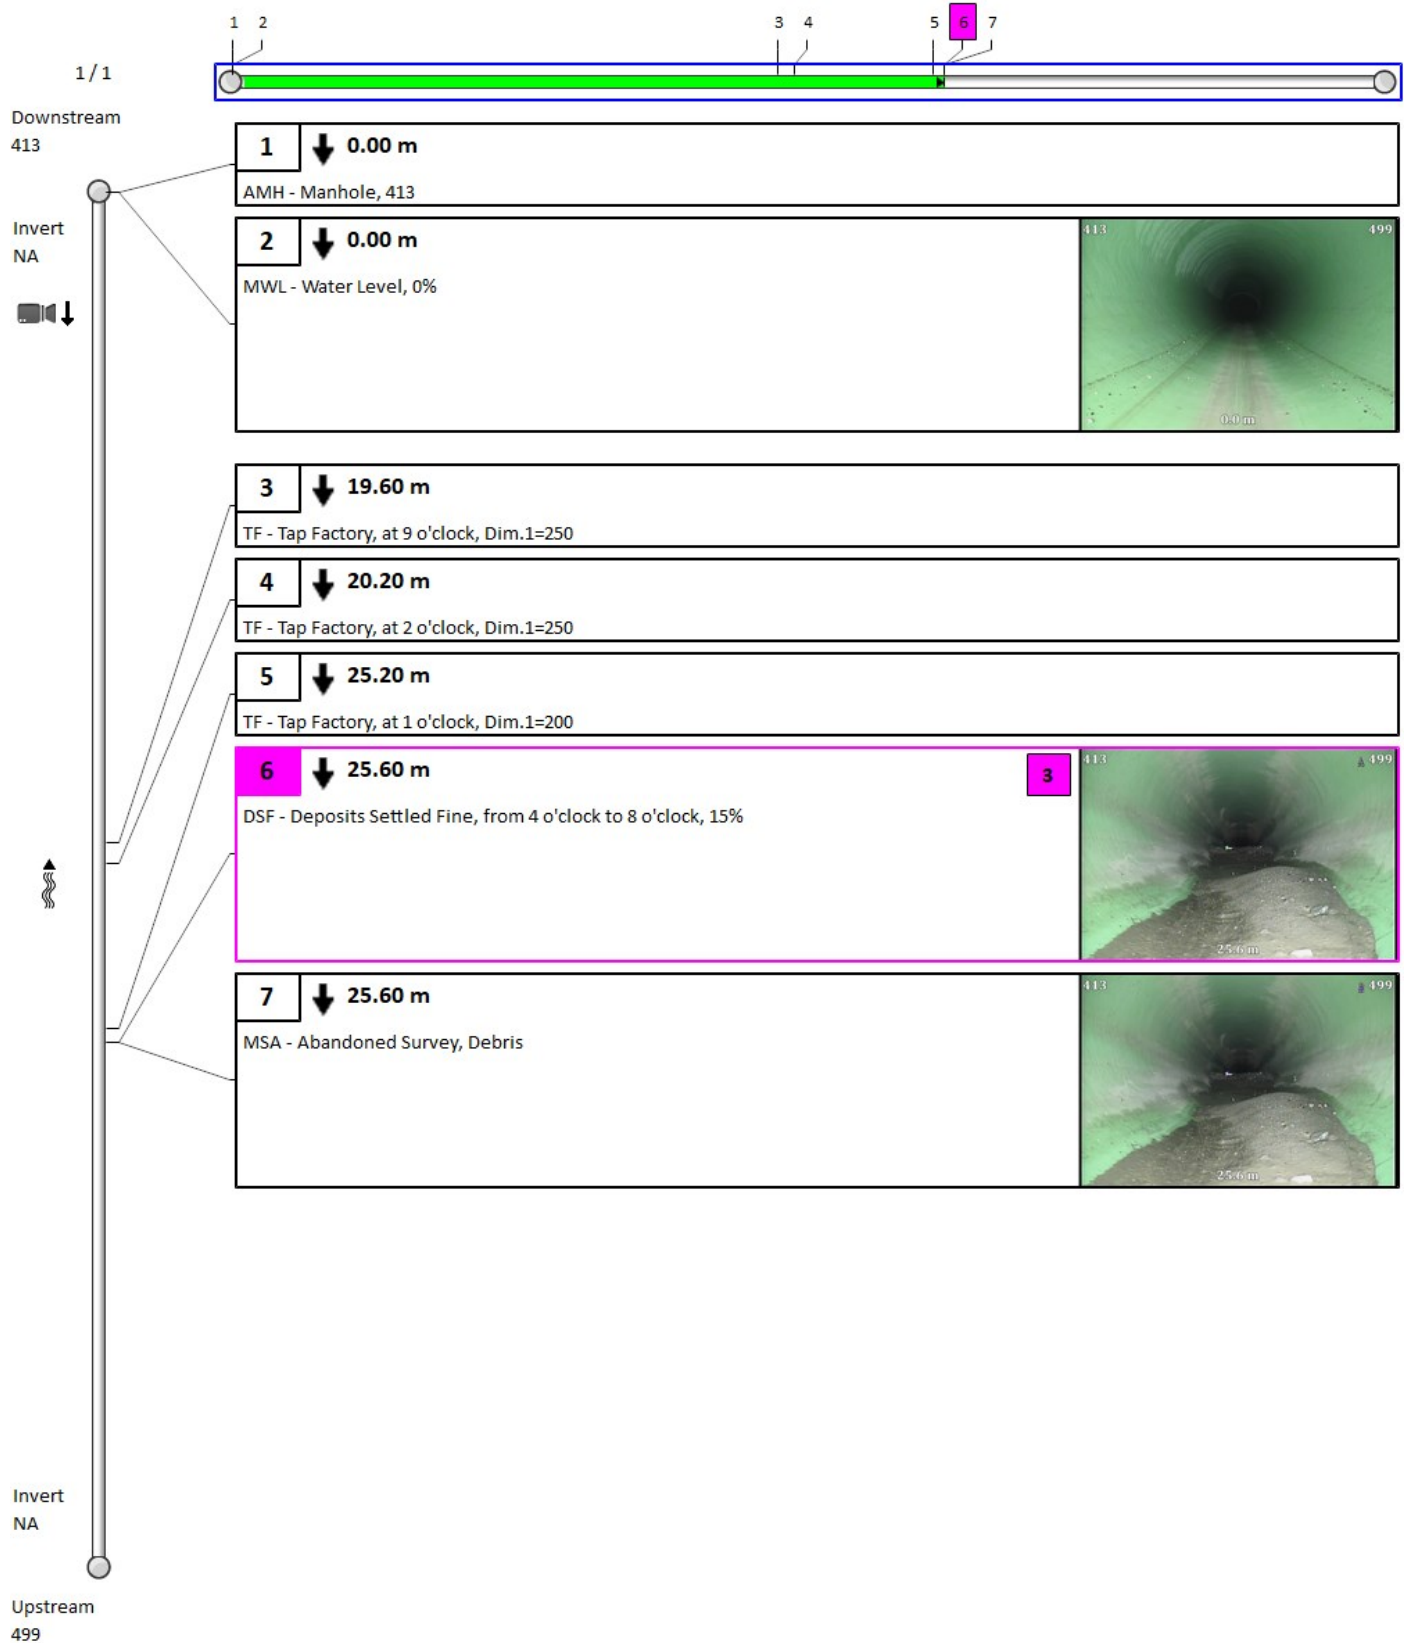 1 2 3 4 5 6 7
1 / 1
Downstream
413
1 0.00 m
AMH - Manhole, 413
Invert
NA
2 0.00 m
MWL - Water Level, 0%
413 499
0.0 m
3 19.60 m
TF - Tap Factory, at 9 o'clock, Dim.1=250
4 20.20 m
TF - Tap Factory, at 2 o'clock, Dim.1=250
5 25.20 m
TF - Tap Factory, at 1 o'clock, Dim.1=200
6 25.60 m 3
DSF - Deposits Settled Fine, from 4 o'clock to 8 o'clock, 15%
413 499
25.6 m
7 25.60 m
MSA - Abandoned Survey, Debris
413 499
25.6 m
Invert
NA
Upstream
499